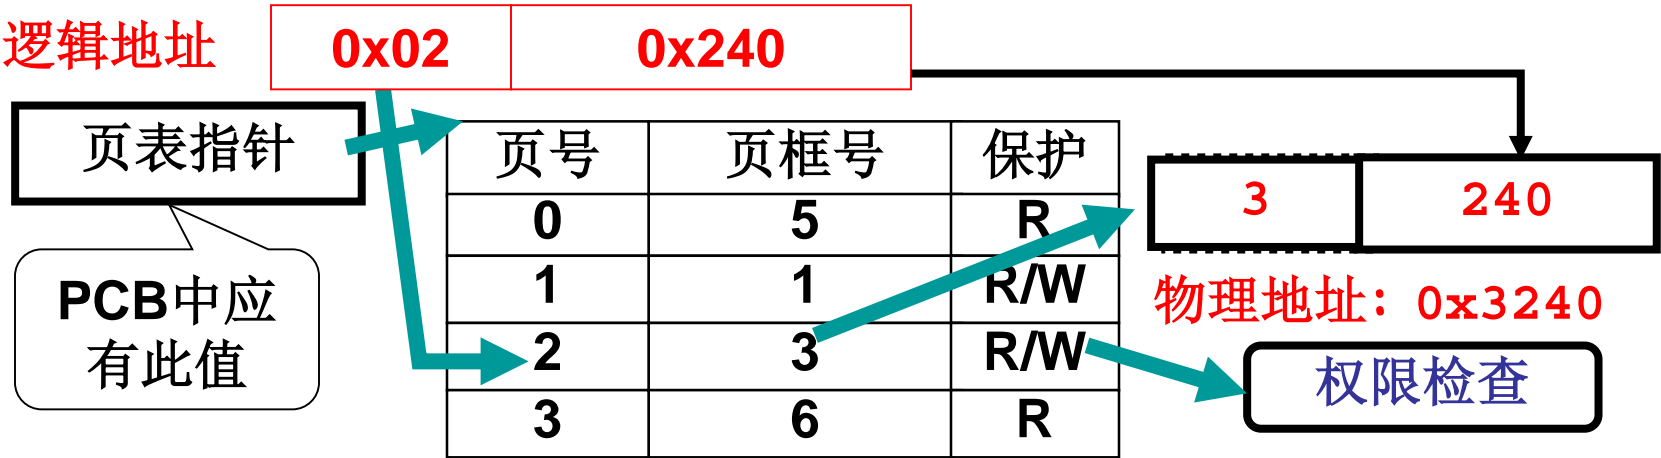 逻辑地址 0x02 0x240
页表指针
页号 页框号 保护
0 5 R
1 1 R/W
2 3 R/W
3 6 R
PCB中应
有此值
3 240
物理地址: 0x3240
权限检查